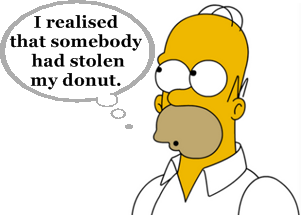 I realised
that somebody
had stolen
my donut.